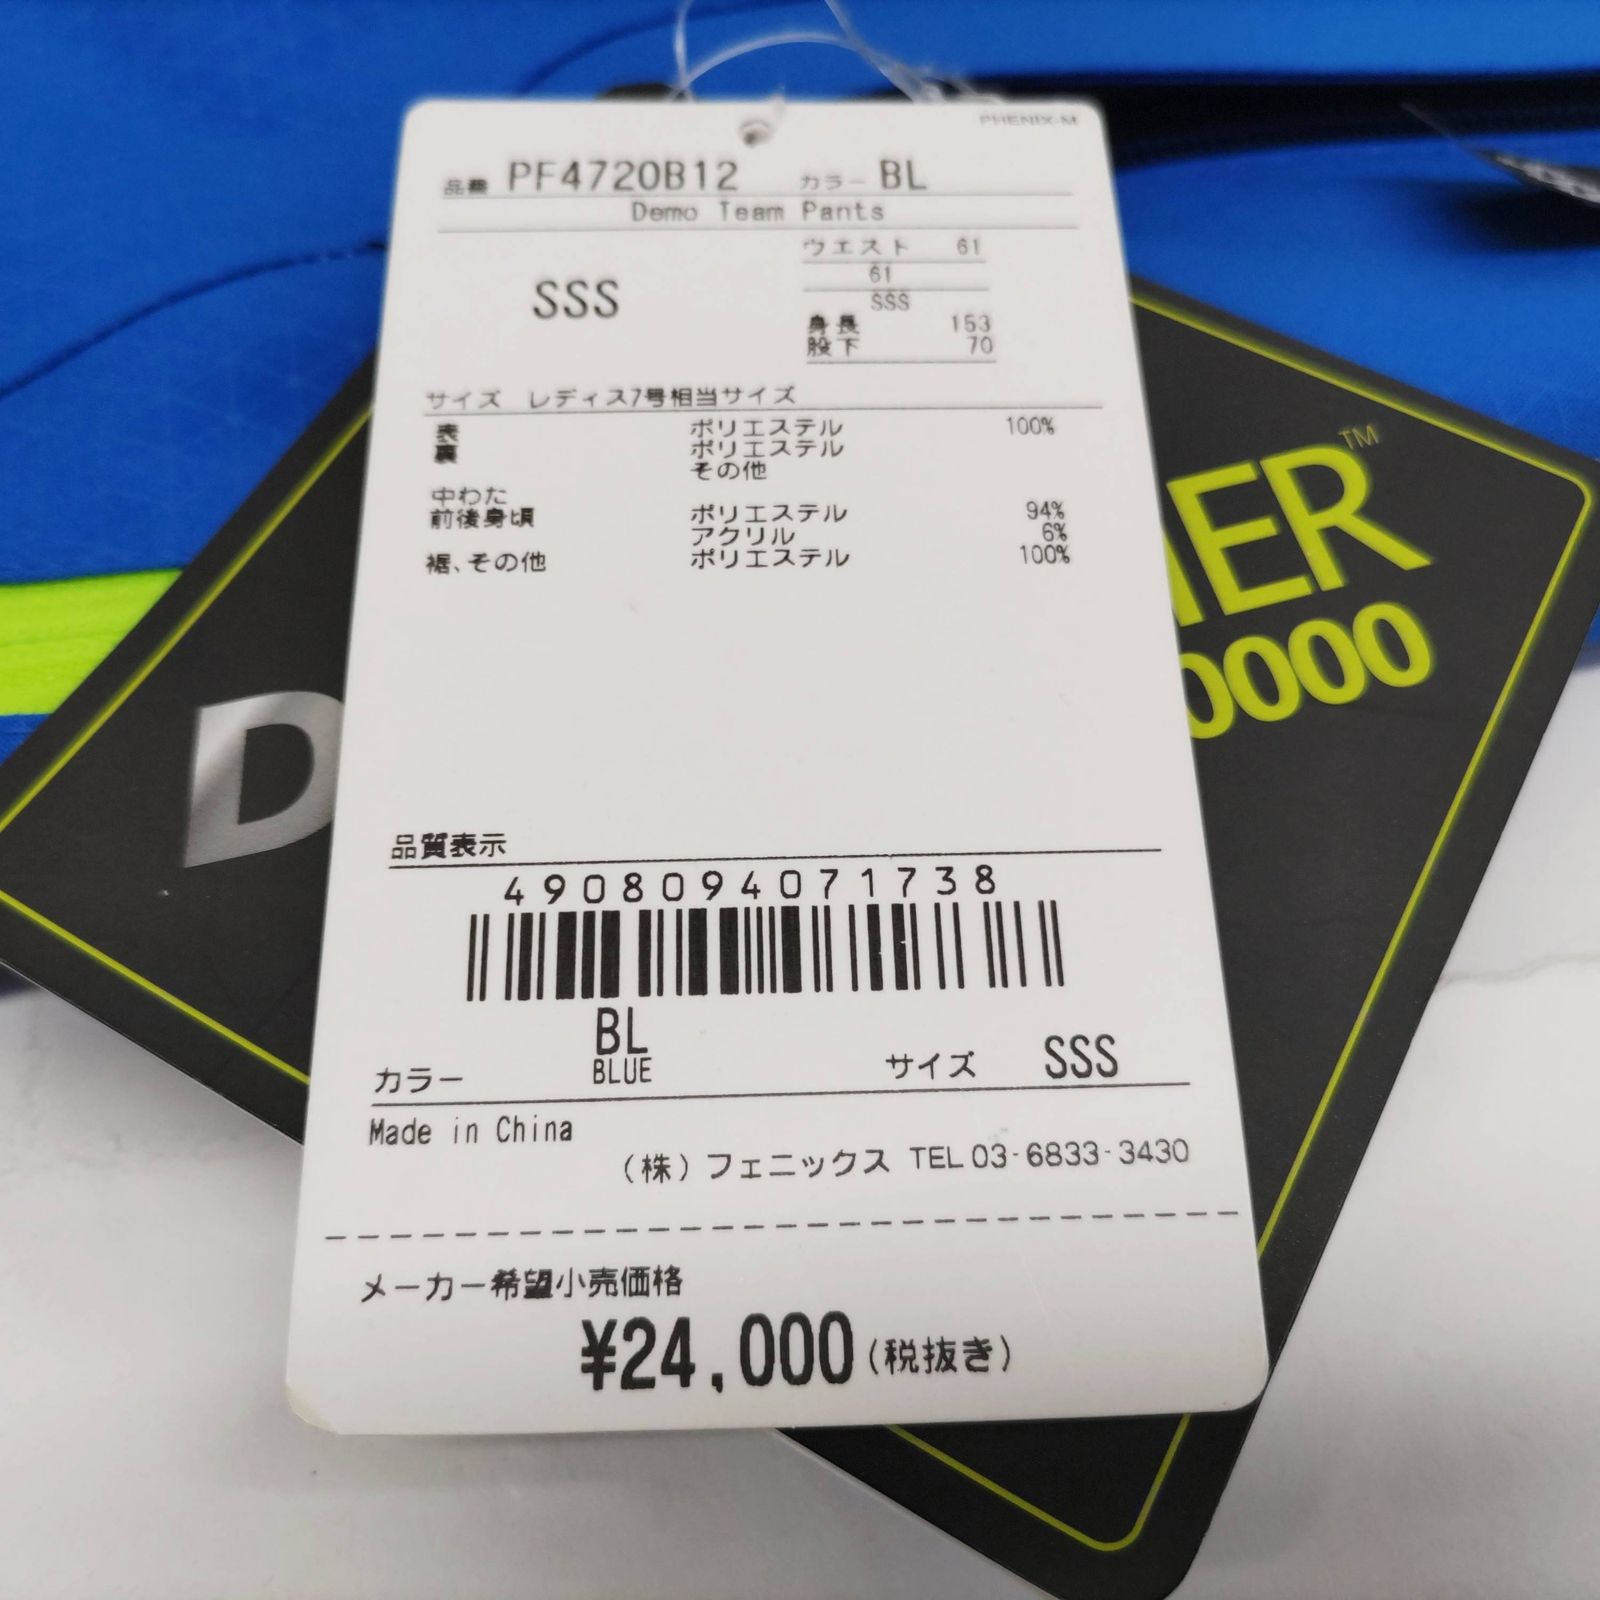 PHENIX-M
品番 PF4720B12 カラー BL
Demo Team Pants
SSS
ウエスト 61
61
SSS
身長 153
股下 70
サイズ レディス7号相当サイズ
表 ポリエステル 100%
裏 ポリエステル
その他
中わた
前後身頃 ポリエステル 94%
アクリル 6%
裾、その他 ポリエステル 100%
品質表示
4908094071738
BL
カラー BLUE サイズ SSS
Made in China
(株)フェニックス TEL 03-6833-3430
メーカー希望小売価格
¥24,000(税抜き)
D
ER™
0000